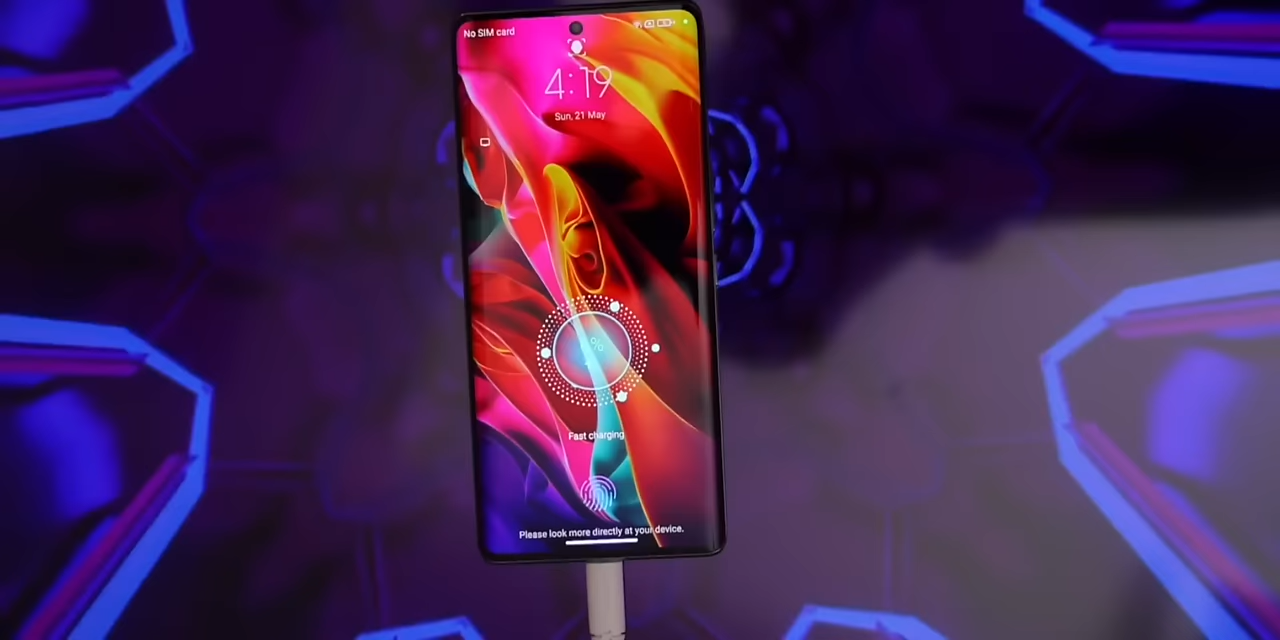 No SIM card
4:19
Sun, 21 May
%
Fast charging
Please look more directly at your device.